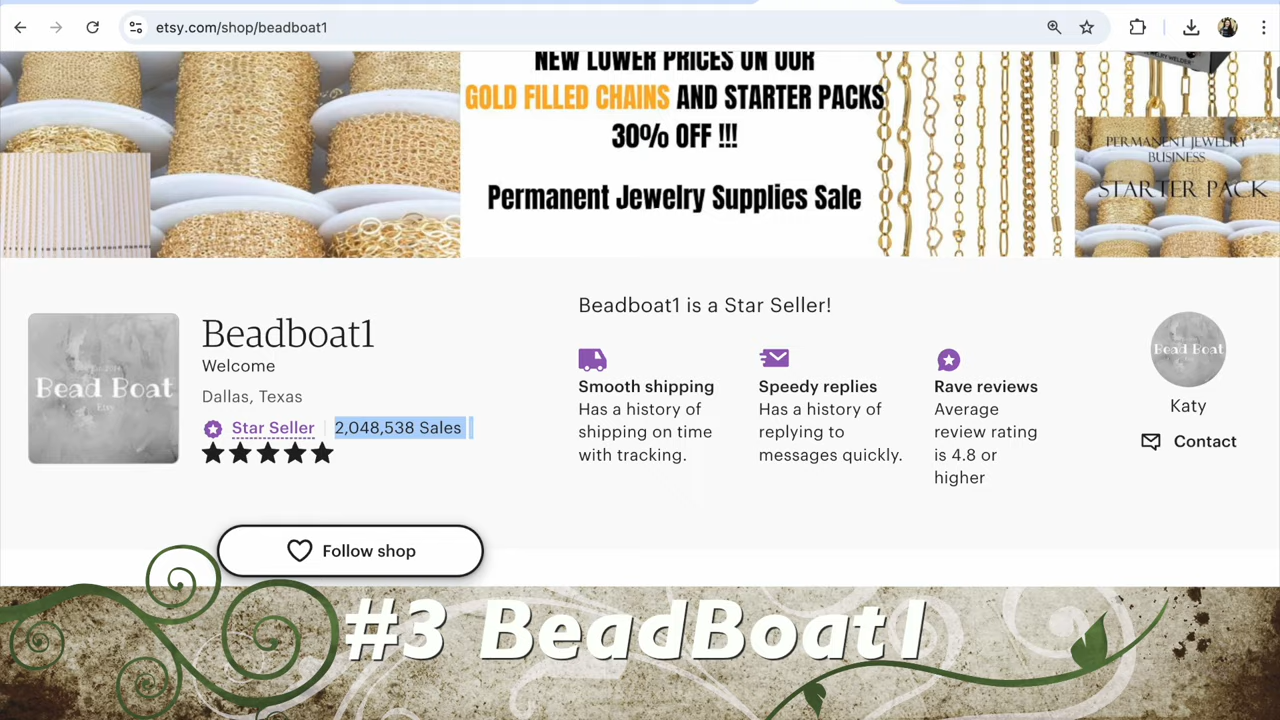 etsy.com/shop/beadboat1
NEW LOWER PRICES ON OUR
GOLD FILLED CHAINS AND STARTER PACKS
30% OFF !!!
Permanent Jewelry Supplies Sale
PERMANENT JEWELRY
BUSINESS
STARTER PACK
Bead Boat
Beadboat1
Welcome
Dallas, Texas
Star Seller
2,048,538 Sales
Beadboat1 is a Star Seller!
Smooth shipping
Has a history of
shipping on time
with tracking.
Speedy replies
Has a history of
replying to
messages quickly.
Rave reviews
Average
review rating
is 4.8 or
higher
Bead Boat
Katy
Contact
Follow shop
#3 BeadBoat1